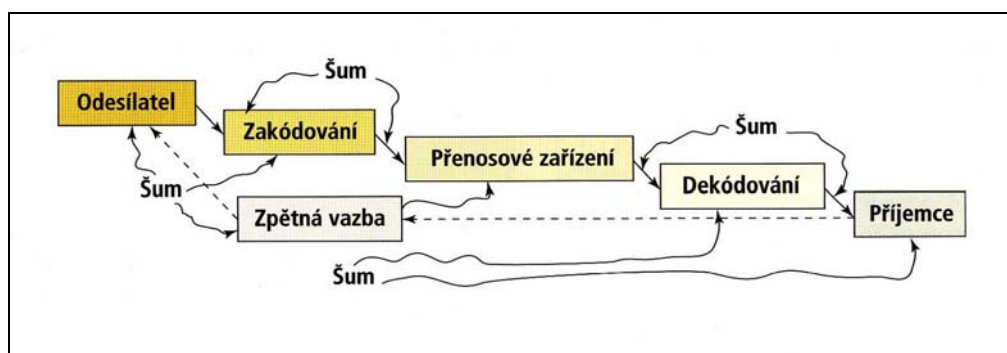 Šum
Odesílatel
Zakódování
Šum
Přenosové zařízení
Šum
Dekódování
Zpětná vazba
Příjemce
Šum